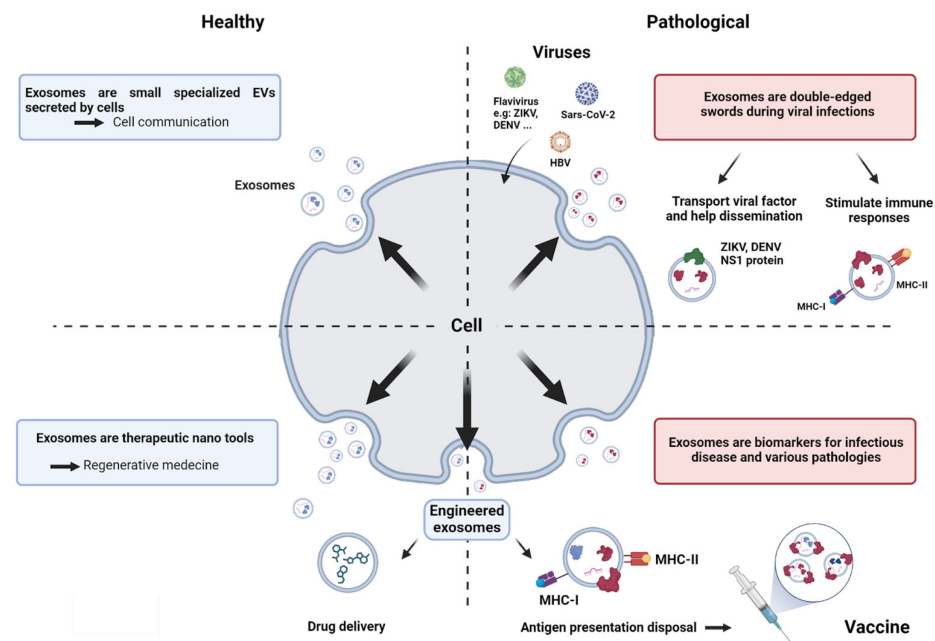 Healthy
Pathological
Viruses
Exosomes are small specialized EVs
secreted by cells
Cell communication
Flavivirus
e.g: ZIKV,
DENV ...
Sars-CoV-2
HBV
Exosomes are double-edged
swords during viral infections
Exosomes
Transport viral factor
and help dissemination
Stimulate immune
responses
ZIKV, DENV
NS1 protein
MHC-II
MHC-I
Cell
Exosomes are therapeutic nano tools
Regenerative medecine
Exosomes are biomarkers for infectious
disease and various pathologies
Engineered
exosomes
MHC-II
MHC-I
Drug delivery
Antigen presentation disposal
Vaccine